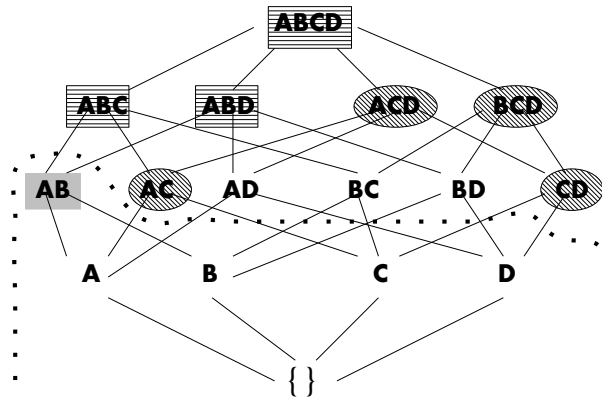 ABCD
ABC ABD ACD BCD
AB AC AD BC BD CD
A B C D
{ }